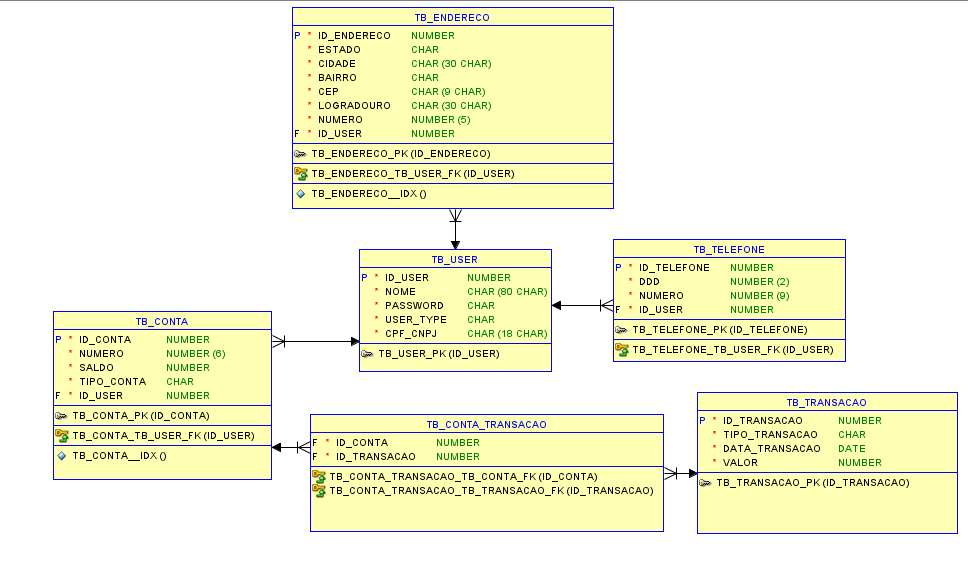 TB_ENDERECO
P * ID_ENDERECO NUMBER
* ESTADO CHAR
* CIDADE CHAR (30 CHAR)
* BAIRRO CHAR
* CEP CHAR (9 CHAR)
* LOGRADOURO CHAR (30 CHAR)
* NUMERO NUMBER (5)
F * ID_USER NUMBER
TB_ENDERECO_PK (ID_ENDERECO)
TB_ENDERECO_TB_USER_FK (ID_USER)
TB_ENDERECO__IDX ()
TB_USER
P * ID_USER NUMBER
* NOME CHAR (80 CHAR)
* PASSWORD CHAR
* USER_TYPE CHAR
* CPF_CNPJ CHAR (18 CHAR)
TB_USER_PK (ID_USER)
TB_TELEFONE
P * ID_TELEFONE NUMBER
* DDD NUMBER (2)
* NUMERO NUMBER (9)
F * ID_USER NUMBER
TB_TELEFONE_PK (ID_TELEFONE)
TB_TELEFONE_TB_USER_FK (ID_USER)
TB_CONTA
P * ID_CONTA NUMBER
* NUMERO NUMBER (6)
* SALDO NUMBER
* TIPO_CONTA CHAR
F * ID_USER NUMBER
TB_CONTA_PK (ID_CONTA)
TB_CONTA_TB_USER_FK (ID_USER)
TB_CONTA__IDX ()
TB_CONTA_TRANSACAO
F * ID_CONTA NUMBER
F * ID_TRANSACAO NUMBER
TB_CONTA_TRANSACAO_TB_CONTA_FK (ID_CONTA)
TB_CONTA_TRANSACAO_TB_TRANSACAO_FK (ID_TRANSACAO)
TB_TRANSACAO
P * ID_TRANSACAO NUMBER
* TIPO_TRANSACAO CHAR
* DATA_TRANSACAO DATE
* VALOR NUMBER
TB_TRANSACAO_PK (ID_TRANSACAO)